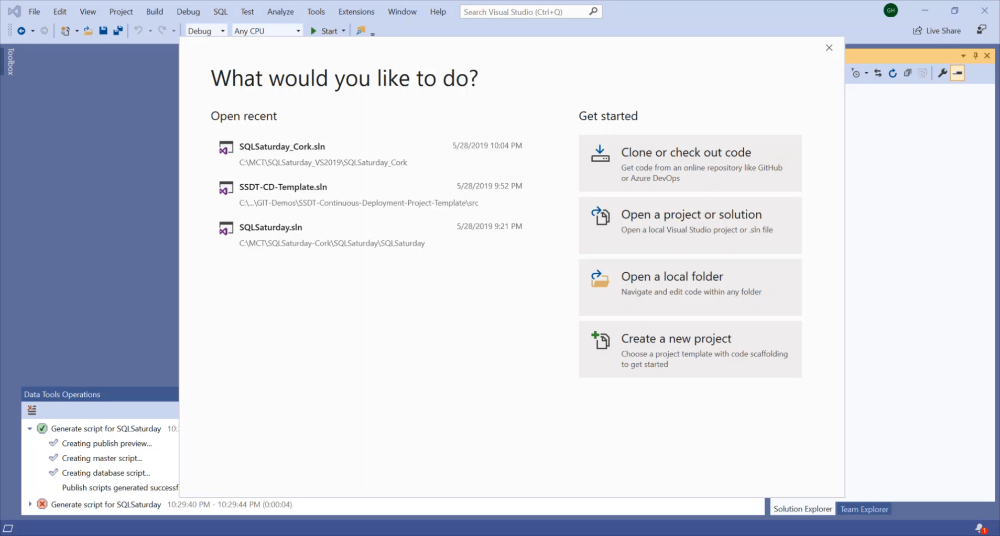 File Edit View Project Build Debug SQL Test Analyze Tools Extensions Window Help Search Visual Studio (Ctrl+Q) GH
Debug Any CPU Start Live Share
Toolbox
What would you like to do?
Open recent
SQLSaturday_Cork.sln 5/28/2019 10:04 PM
C:\MCT\SQLSaturday_VS2019\SQLSaturday_Cork
SSDT-CD-Template.sln 5/28/2019 9:52 PM
C:\...\GIT-Demos\SSDT-Continuous-Deployment-Project-Template\src
SQLSaturday.sln 5/28/2019 9:21 PM
C:\MCT\SQLSaturday-Cork\SQLSaturday\SQLSaturday
Get started
Clone or check out code
Get code from an online repository like GitHub
or Azure DevOps
Open a project or solution
Open a local Visual Studio project or .sln file
Open a local folder
Navigate and edit code within any folder
Create a new project
Choose a project template with code scaffolding
to get started
Data Tools Operations
Generate script for SQLSaturday 10:
Creating publish preview...
Creating master script...
Creating database script...
Publish scripts generated successf
Generate script for SQLSaturday 10:29:40 PM - 10:29:44 PM (0:00:04)
Solution Explorer Team Explorer
1